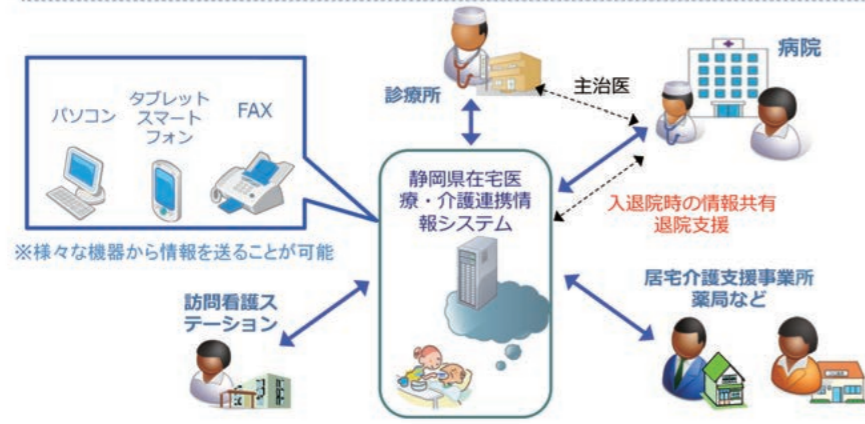 診療所
主治医
病院
パソコン
タブレット
スマート
フォン
FAX
※様々な機器から情報を送ることが可能
静岡県在宅医
療・介護連携情
報システム
入退院時の情報共有
退院支援
訪問看護ス
テーション
居宅介護支援事業所
薬局など